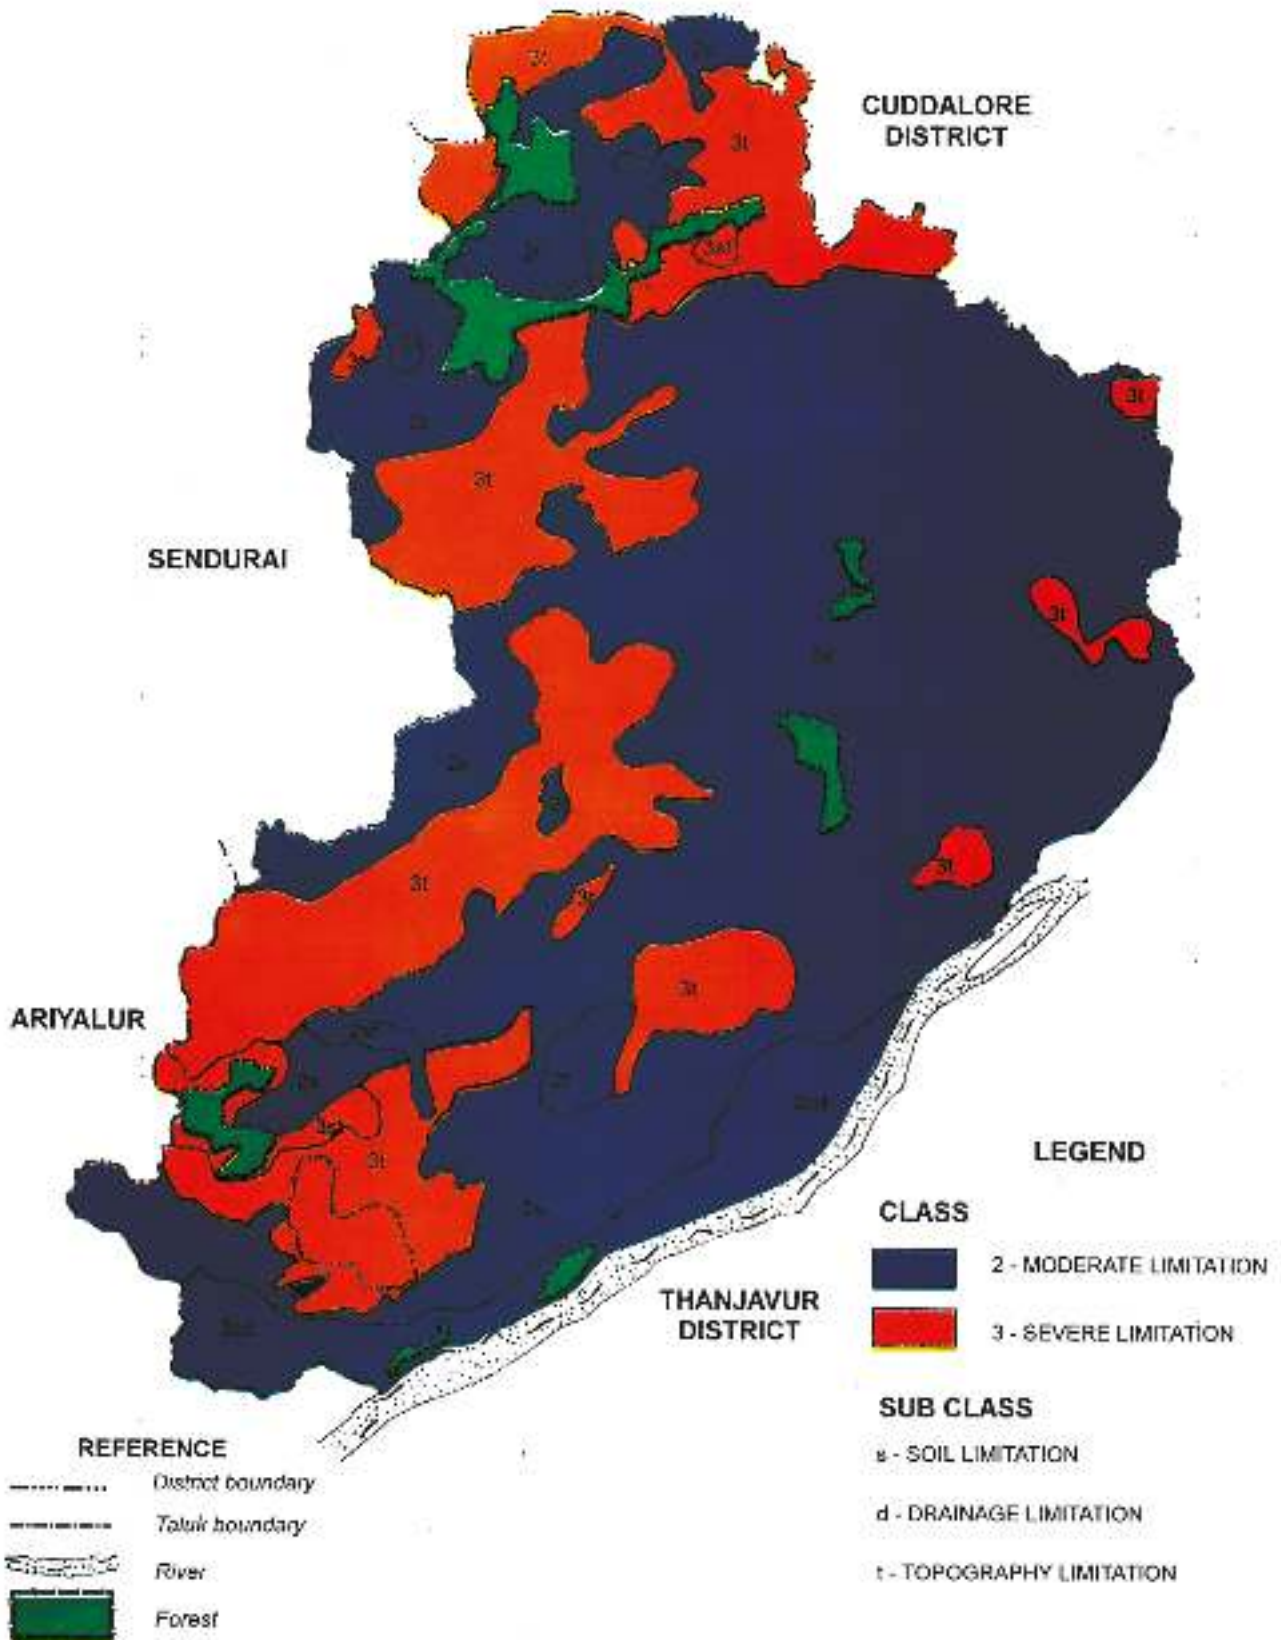 3t
CUDDALORE
DISTRICT
3t
3t
3t
SENDURAI
3t
3t
3t
3t
ARIYALUR
3t
LEGEND
CLASS
2 - MODERATE LIMITATION
THANJAVUR
DISTRICT
3 - SEVERE LIMITATION
SUB CLASS
REFERENCE
s - SOIL LIMITATION
District boundary
d - DRAINAGE LIMITATION
Taluk boundary
River
t - TOPOGRAPHY LIMITATION
Forest